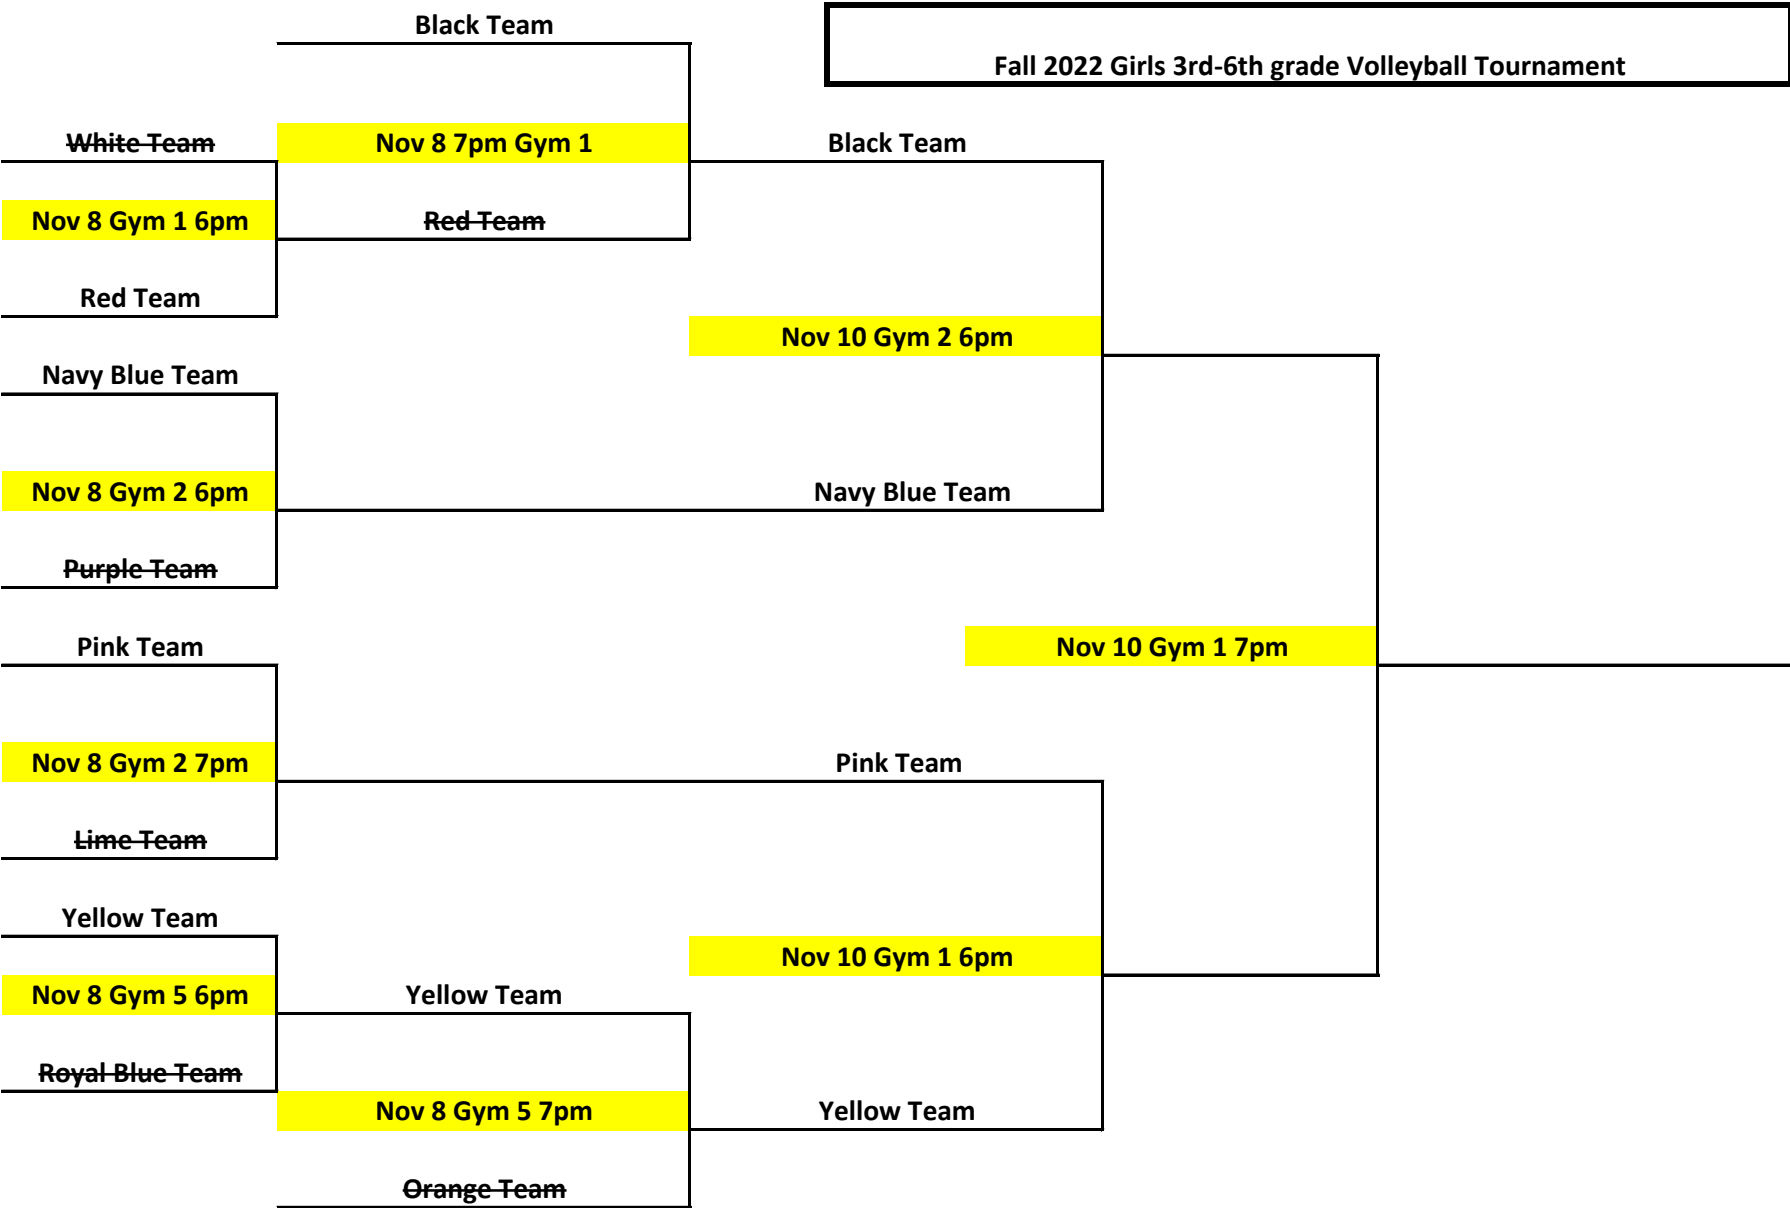 Black Team
Fall 2022 Girls 3rd-6th grade Volleyball Tournament
White Team
Nov 8 7pm Gym 1
Black Team
Nov 8 Gym 1 6pm
Red Team
Red Team
Nov 10 Gym 2 6pm
Navy Blue Team
Nov 8 Gym 2 6pm
Navy Blue Team
Purple Team
Pink Team
Nov 10 Gym 1 7pm
Nov 8 Gym 2 7pm
Pink Team
Lime Team
Yellow Team
Nov 10 Gym 1 6pm
Nov 8 Gym 5 6pm
Yellow Team
Royal Blue Team
Nov 8 Gym 5 7pm
Yellow Team
Orange Team